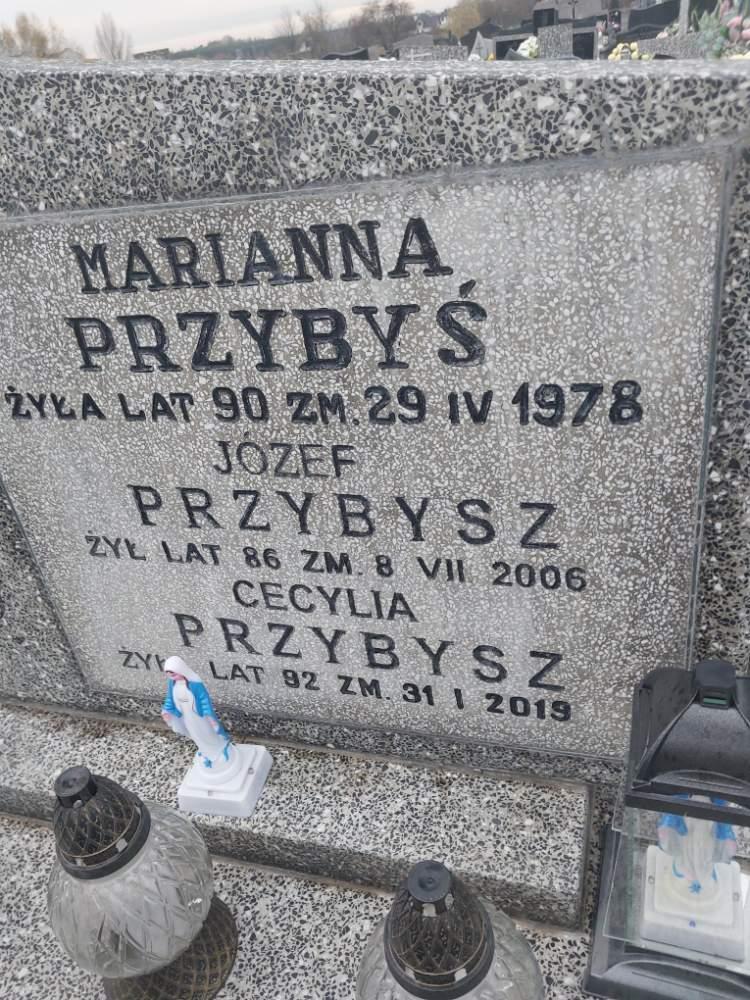 MARIANNA
PRZYBYŚ
ŻYŁA LAT 90 ZM. 29 IV 1978
JÓZEF
PRZYBYSZ
ŻYŁ LAT 86 ZM. 8 VII 2006
CECYLIA
PRZYBYSZ
LAT 92 ZM. 31 I 2019